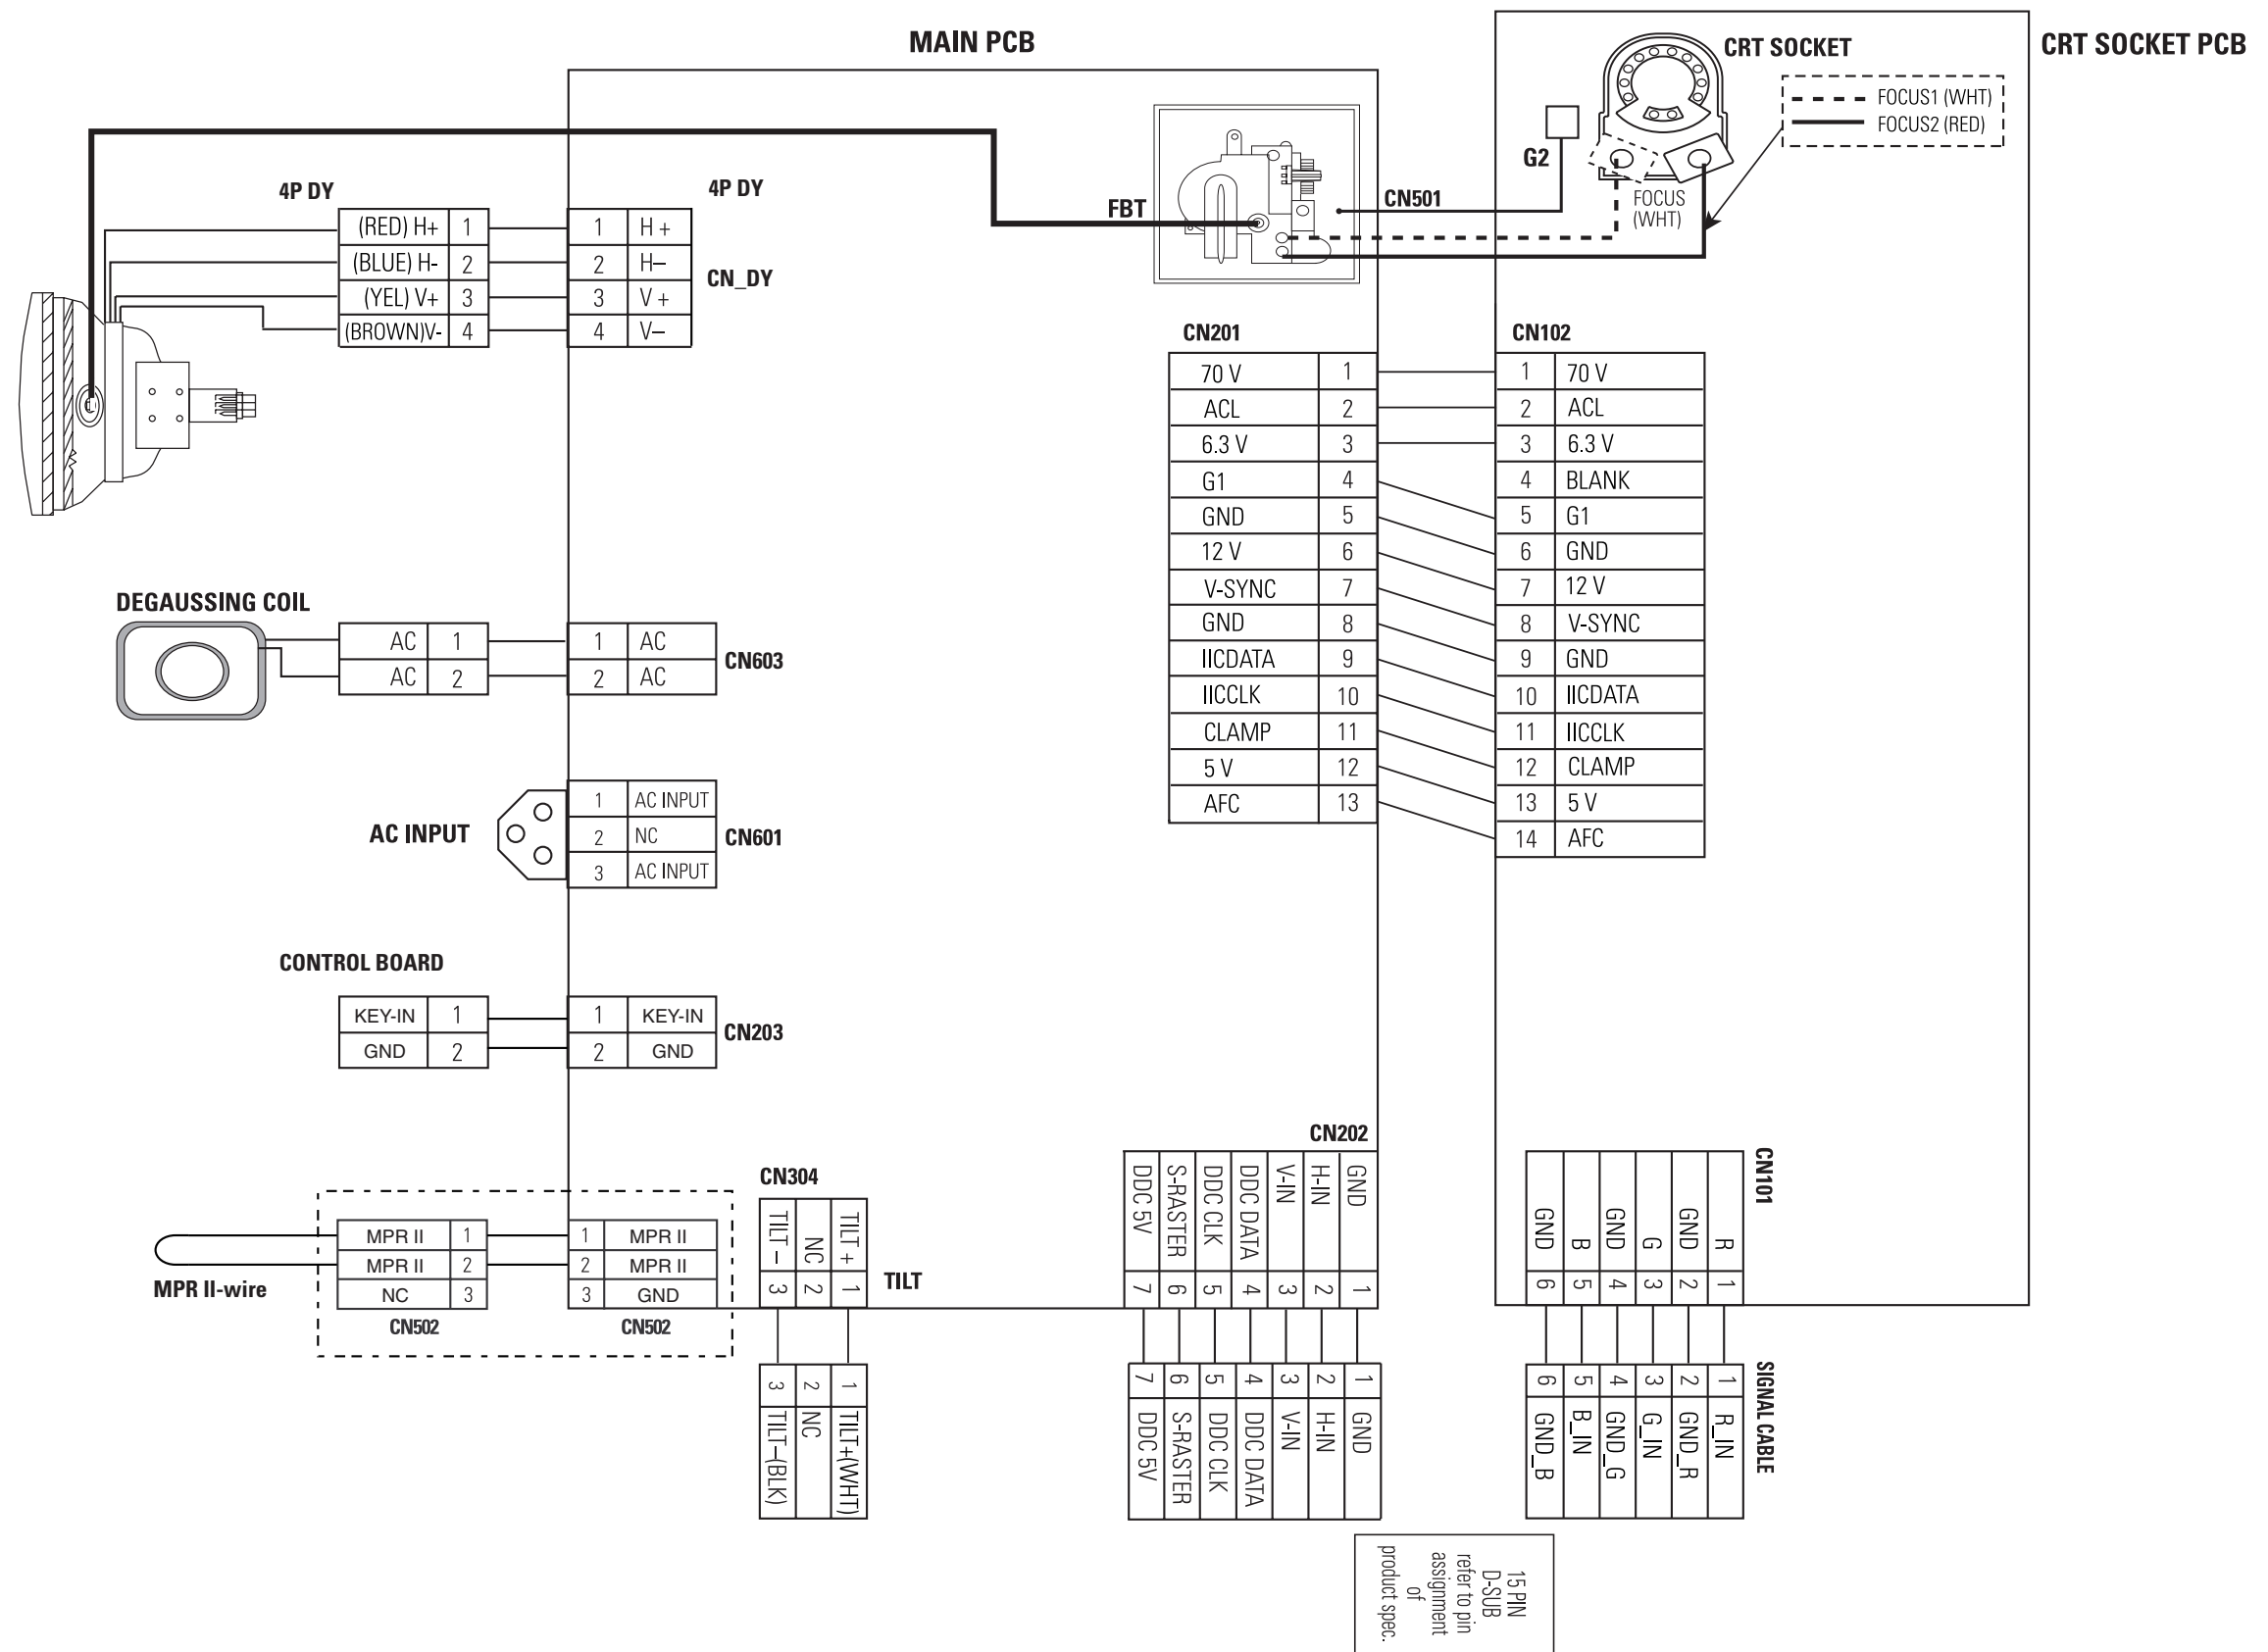 MAIN PCB
CRT SOCKET PCB
CRT SOCKET
FOCUS1 (WHT)
FOCUS2 (RED)
G2
FOCUS
(WHT)
CN501
FBT
4P DY
4P DY
(RED) H+ 1 1 H +
(BLUE) H- 2 2 H–
(YEL) V+ 3 3 V +
(BROWN)V- 4 4 V–
CN_DY
CN201 CN102
70 V 1 1 70 V
ACL 2 2 ACL
6.3 V 3 3 6.3 V
G1 4 4 BLANK
GND 5 5 G1
12 V 6 6 GND
V-SYNC 7 7 12 V
GND 8 8 V-SYNC
IICDATA 9 9 GND
IICCLK 10 10 IICDATA
CLAMP 11 11 IICCLK
5 V 12 12 CLAMP
AFC 13 13 5 V
14 AFC
DEGAUSSING COIL
AC 1 1 AC
AC 2 2 AC
CN603
AC INPUT
1 AC INPUT
2 NC
3 AC INPUT
CN601
CONTROL BOARD
KEY-IN 1 1 KEY-IN
GND 2 2 GND
CN203
MPR II-wire
MPR II 1 1 MPR II
MPR II 2 2 MPR II
NC 3 3 GND
CN502 CN502
CN304
TILT – NC TILT +
3 2 1
TILT
3 2 1
TILT–(BLK) NC TILT+(WHT)
CN202
DDC 5V S-RASTER DDC CLK DDC DATA V-IN H-IN GND
7 6 5 4 3 2 1
7 6 5 4 3 2 1
DDC 5V S-RASTER DDC CLK DDC DATA V-IN H-IN GND
CN101
GND B GND G GND R
6 5 4 3 2 1
6 5 4 3 2 1
GND_B B_IN GND_G G_IN GND_R R_IN
SIGNAL CABLE
15 PIN
D-SUB
refer to pin
assignment
of
product spec.